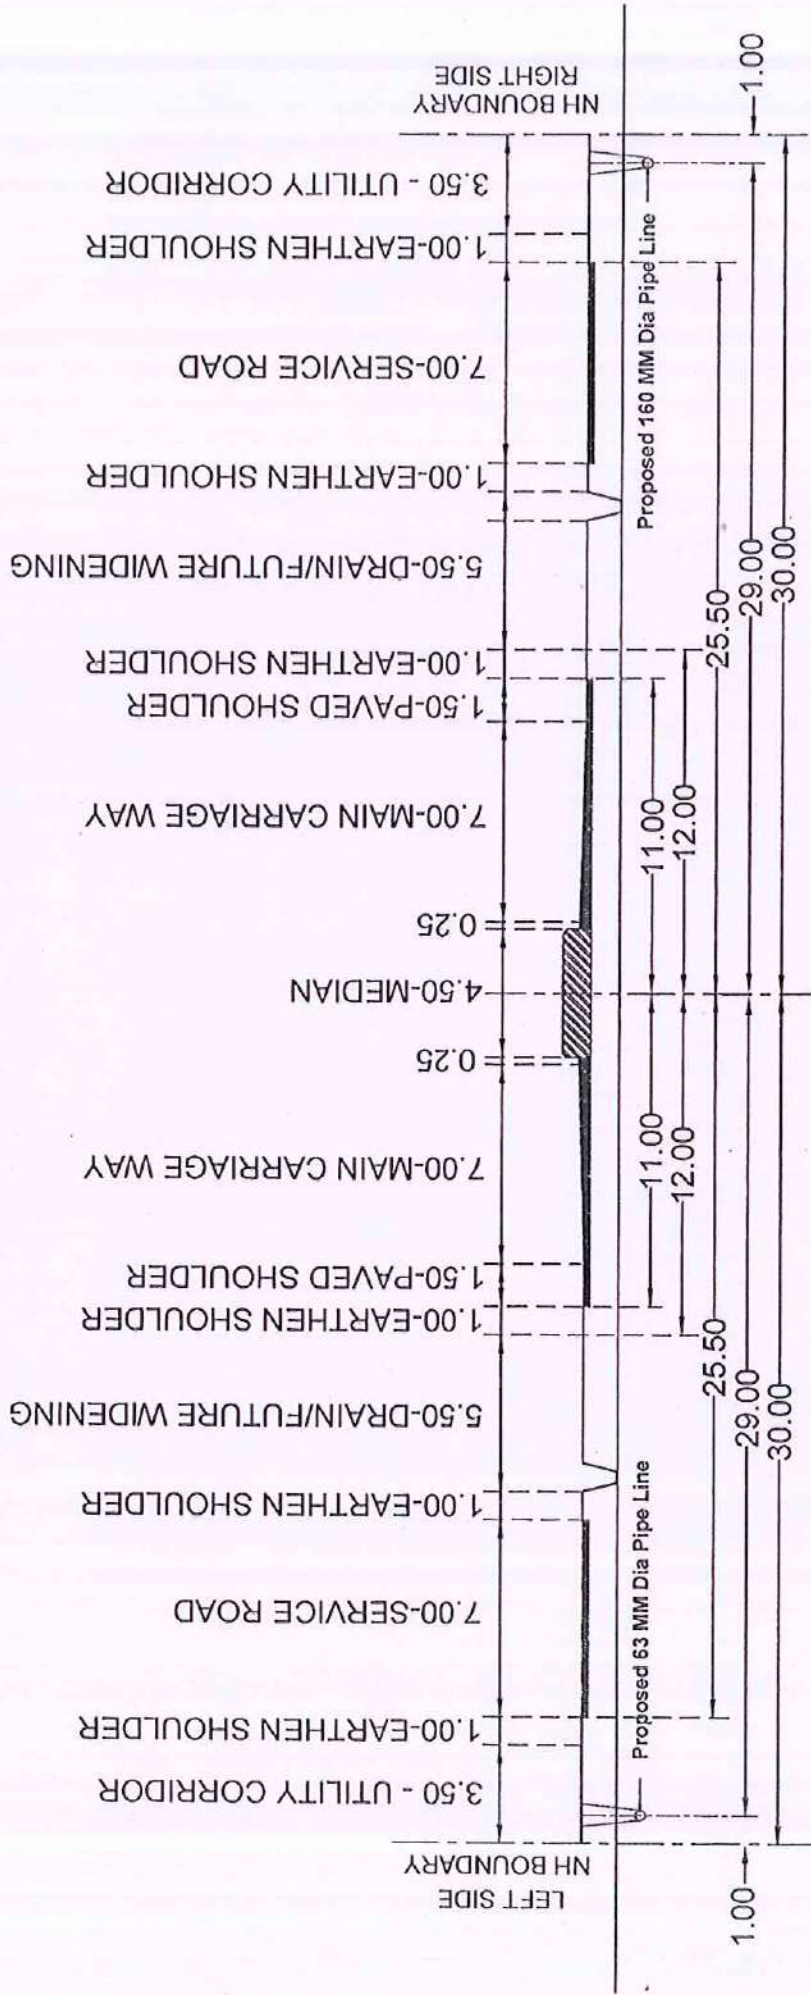 LEFT SIDE
NH BOUNDARY
3.50 - UTILITY CORRIDOR
1.00-EARTHEN SHOULDER
7.00-SERVICE ROAD
1.00-EARTHEN SHOULDER
5.50-DRAIN/FUTURE WIDENING
1.00-EARTHEN SHOULDER
1.50-PAVED SHOULDER
7.00-MAIN CARRIAGE WAY
0.25
4.50-MEDIAN
0.25
7.00-MAIN CARRIAGE WAY
1.50-PAVED SHOULDER
1.00-EARTHEN SHOULDER
5.50-DRAIN/FUTURE WIDENING
1.00-EARTHEN SHOULDER
7.00-SERVICE ROAD
1.00-EARTHEN SHOULDER
3.50 - UTILITY CORRIDOR
NH BOUNDARY
RIGHT SIDE
Proposed 63 MM Dia Pipe Line
Proposed 160 MM Dia Pipe Line
11.00
11.00
12.00
12.00
25.50
25.50
29.00
29.00
30.00
30.00
1.00
1.00